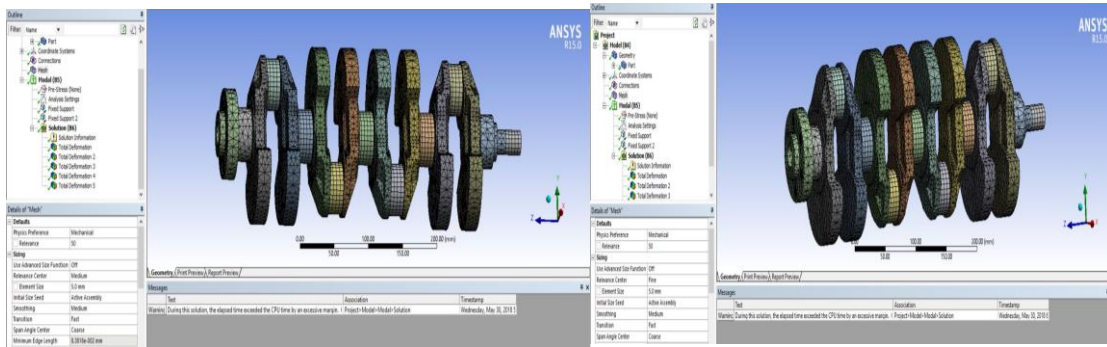 Outline
Filter: Name
Part
Coordinate Systems
Connections
Mesh
Modal (B5)
Pre-Stress (None)
Analysis Settings
Fixed Support
Fixed Support 2
Solution (B6)
Solution Information
Total Deformation
Total Deformation 2
Total Deformation 3
Total Deformation 4
Total Deformation 5
Details of "Mesh"
Defaults
Physics Preference Mechanical
Relevance 50
Sizing
Use Advanced Size Function Off
Relevance Center Medium
Element Size 5.0 mm
Initial Size Seed Active Assembly
Smoothing Medium
Transition Fast
Span Angle Center Coarse
Minimum Edge Length
ANSYS
R15.0
Y
Z
X
0.00 100.00 200.00 (mm)
50.00 150.00
Geometry Print Preview Report Preview
Messages
Text Association Timestamp
Warning During this solution, the elapsed time exceeded the CPU time by an excessive margin. Project>Model>Modal>Solution Wednesday, May 30, 2018
Outline
Filter: Name
Project
Model (B4)
Geometry
Part
Coordinate Systems
Connections
Mesh
Modal (B5)
Pre-Stress (None)
Analysis Settings
Fixed Support
Fixed Support 2
Solution (B6)
Solution Information
Total Deformation
Total Deformation 2
Total Deformation 3
Details of "Mesh"
Defaults
Physics Preference Mechanical
Relevance 50
Sizing
Use Advanced Size Function Off
Relevance Center Fine
Element Size 5.0 mm
Initial Size Seed Active Assembly
Smoothing Medium
Transition Fast
Span Angle Center Coarse
ANSYS
R15.0
Y
Z
X
0.00 100.00 200.00 (mm)
50.00 150.00
Geometry Print Preview Report Preview
Messages
Text Association Timestamp
Warning During this solution, the elapsed time exceeded the CPU time by an excessive margin. Project>Model>Modal>Solution Wednesday, May 30, 2018